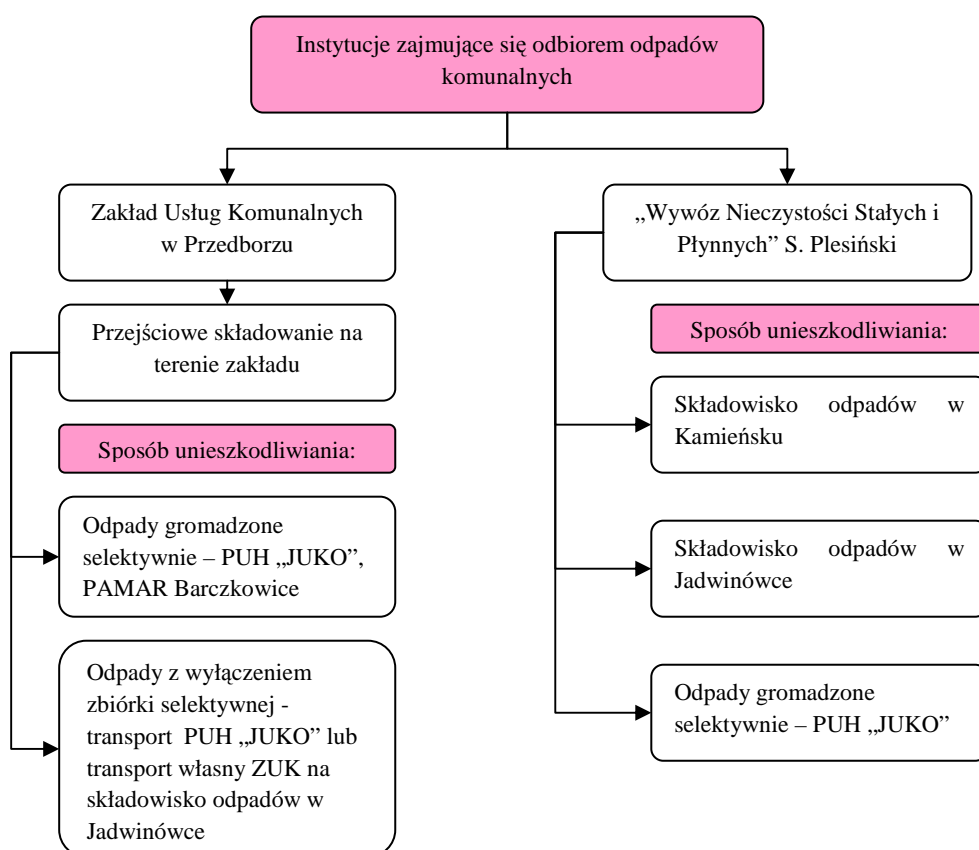 Instytucje zajmujące się odbiorem odpadów
komunalnych
Zakład Usług Komunalnych
w Przedborzu
Przejściowe składowanie na
terenie zakładu
Sposób unieszkodliwiania:
Odpady gromadzone
selektywnie – PUH „JUKO”,
PAMAR Barczkowice
Odpady z wyłączeniem
zbiórki selektywnej -
transport PUH „JUKO” lub
transport własny ZUK na
składowisko odpadów w
Jadwinówce
„Wywóz Nieczystości Stałych i
Płynnych” S. Plesiński
Sposób unieszkodliwiania:
Składowisko odpadów w
Kamieńsku
Składowisko odpadów w
Jadwinówce
Odpady gromadzone
selektywnie – PUH „JUKO”